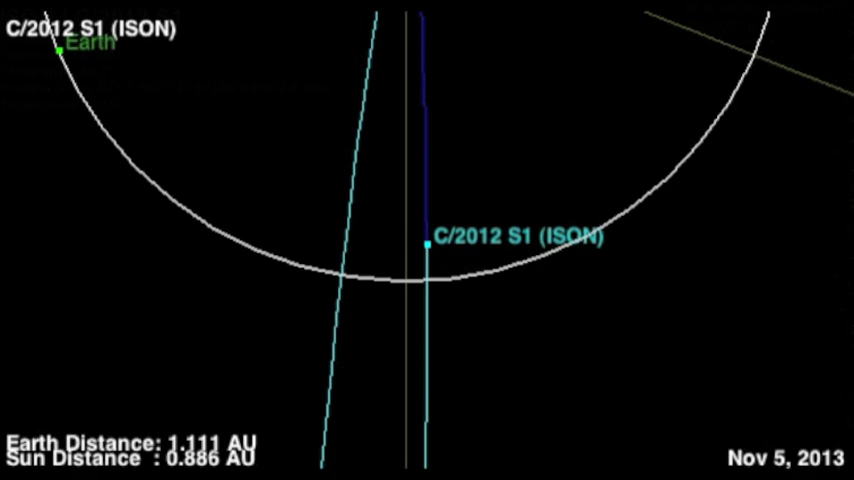 C/2012 S1 (ISON)
Earth
C/2012 S1 (ISON)
Earth Distance: 1.111 AU
Sun Distance : 0.886 AU
Nov 5, 2013